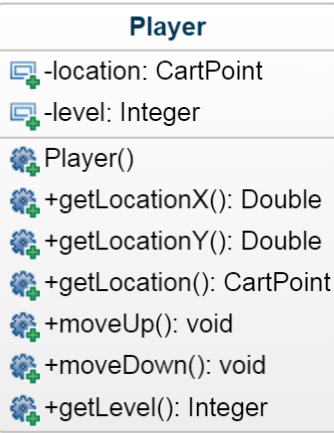 Player
-location: CartPoint
-level: Integer
Player()
+getLocationX(): Double
+getLocationY(): Double
+getLocation(): CartPoint
+moveUp(): void
+moveDown(): void
+getLevel(): Integer